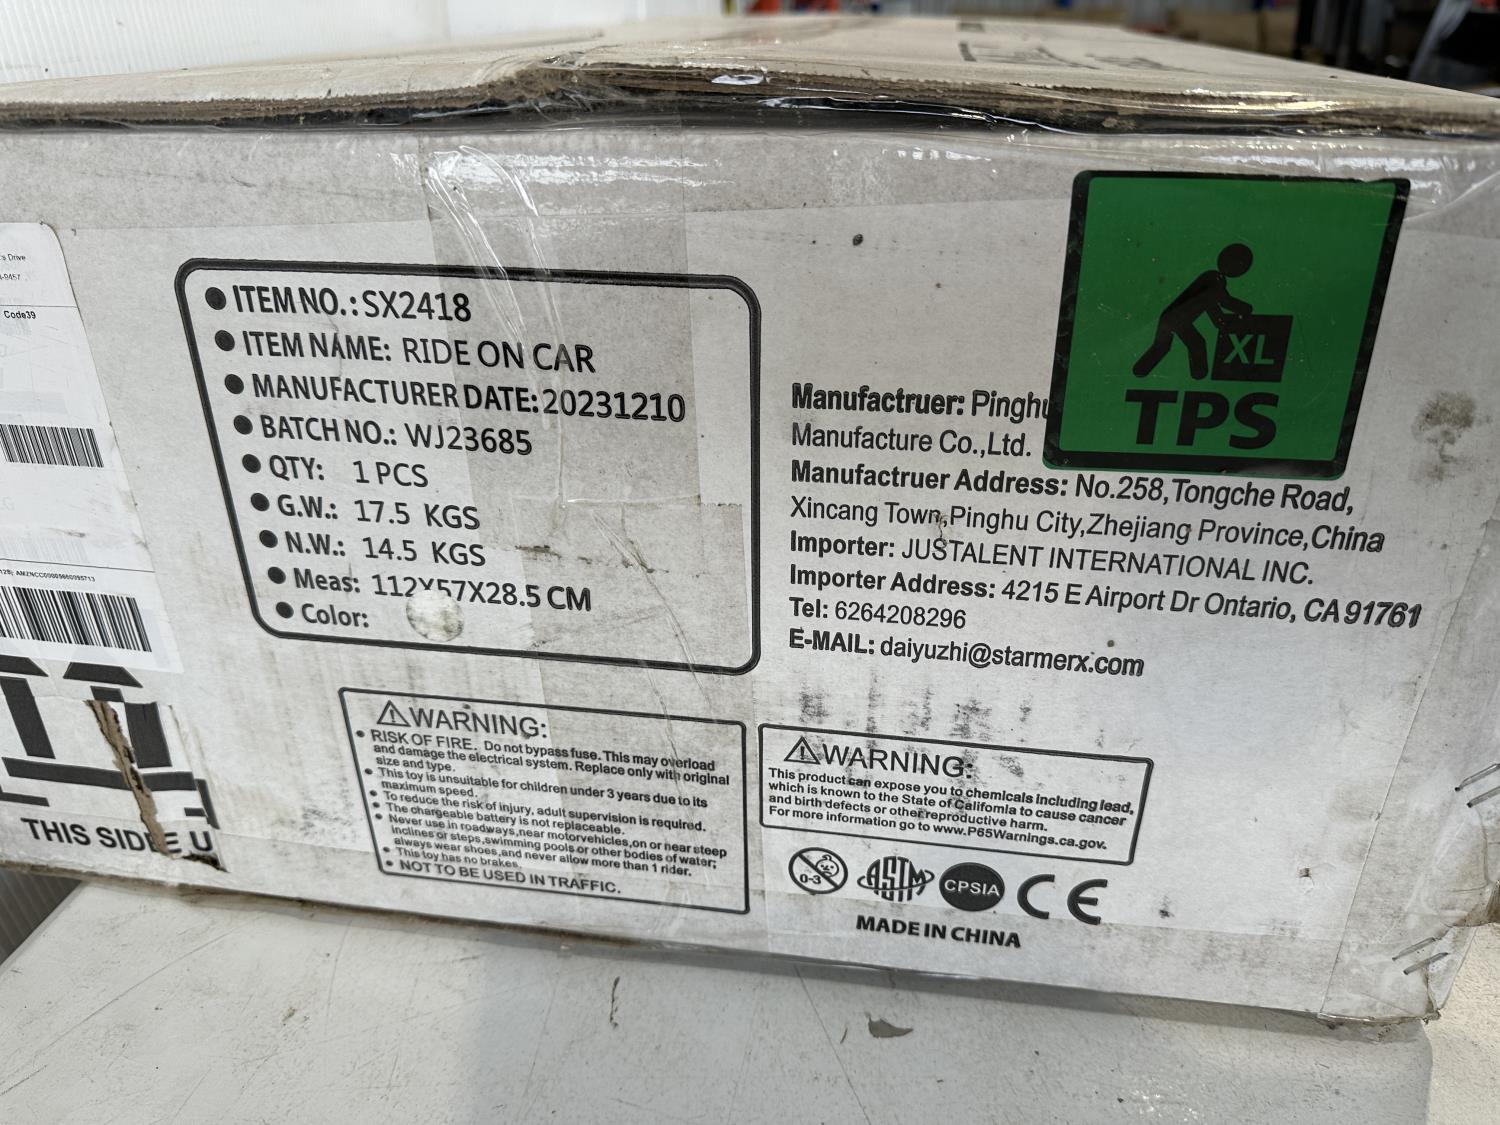 s Drive
-9457
Code39
AMZNCC00005660095713
THIS SIDE U
● ITEM NO.: SX2418
● ITEM NAME: RIDE ON CAR
● MANUFACTURER DATE: 20231210
● BATCH NO.: WJ23685
● QTY: 1 PCS
● G.W.: 17.5 KGS
● N.W.: 14.5 KGS
● Meas: 112X57X28.5 CM
● Color:
XL
TPS
Manufactruer: Pinghu
Manufacture Co.,Ltd.
Manufactruer Address: No.258,Tongche Road,
Xincang Town,Pinghu City,Zhejiang Province,China
Importer: JUSTALENT INTERNATIONAL INC.
Importer Address: 4215 E Airport Dr Ontario, CA 91761
Tel: 6264208296
E-MAIL: daiyuzhi@starmerx.com
WARNING:
● RISK OF FIRE. Do not bypass fuse. This may overload
and damage the electrical system. Replace only with original
size and type.
● This toy is unsuitable for children under 3 years due to its
maximum speed.
● To reduce the risk of injury, adult supervision is required.
● The chargeable battery is not replaceable.
● Never use in roadways,near motorvehicles,on or near steep
inclines or steps,swimming pools or other bodies of water;
always wear shoes,and never allow more than 1 rider.
● This toy has no brakes.
● NOT TO BE USED IN TRAFFIC.
WARNING:
This product can expose you to chemicals including lead,
which is known to the State of California to cause cancer
and birth defects or other reproductive harm.
For more information go to www.P65Warnings.ca.gov.
0-3
ASTM
CPSIA
CE
MADE IN CHINA